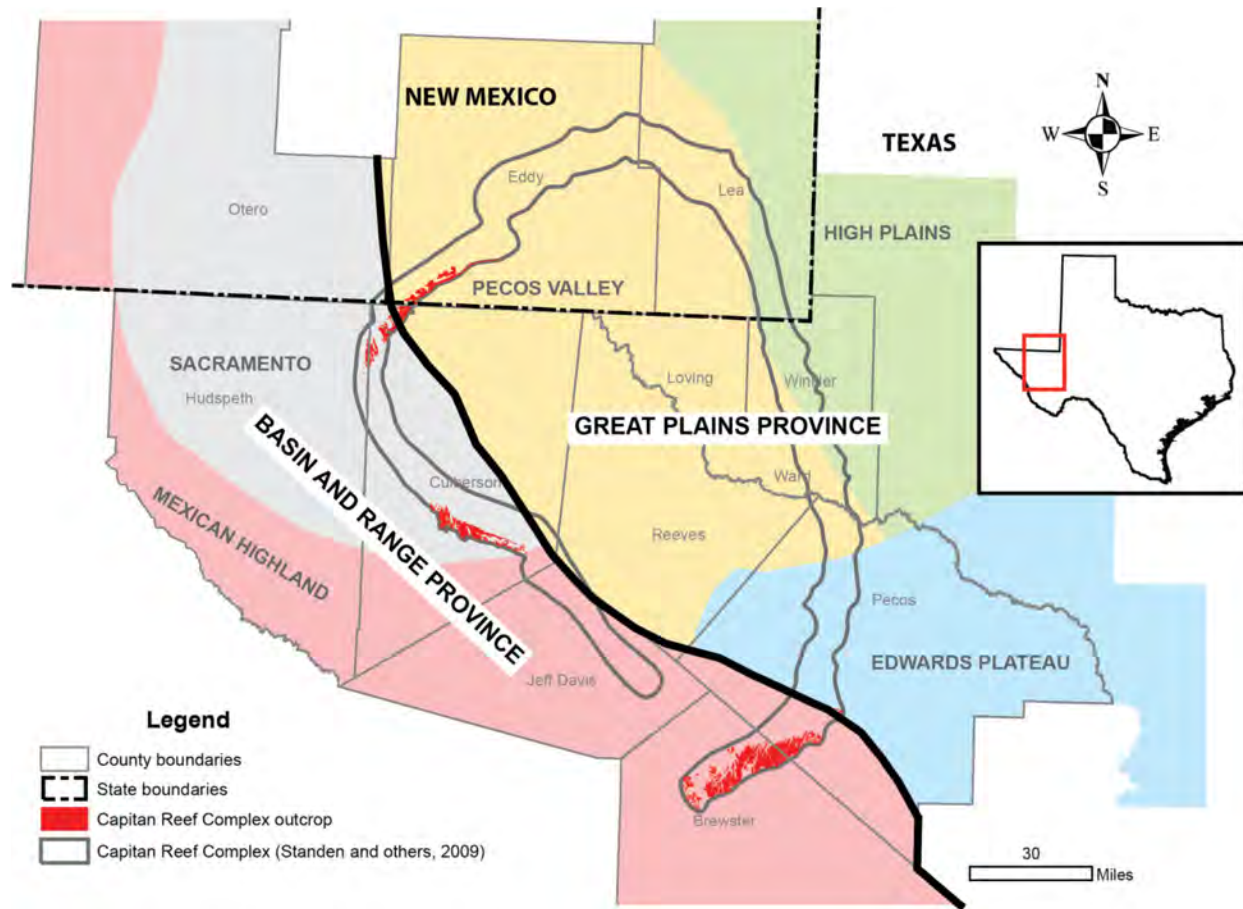 NEW MEXICO
TEXAS
N
W
E
S
Eddy
Lea
Otero
HIGH PLAINS
PECOS VALLEY
SACRAMENTO
Hudspeth
Loving
Winkler
GREAT PLAINS PROVINCE
BASIN AND RANGE PROVINCE
Culberson
Ward
MEXICAN HIGHLAND
Reeves
Pecos
EDWARDS PLATEAU
Jeff Davis
Brewster
Legend
County boundaries
State boundaries
Capitan Reef Complex outcrop
Capitan Reef Complex (Standen and others, 2009)
30
Miles